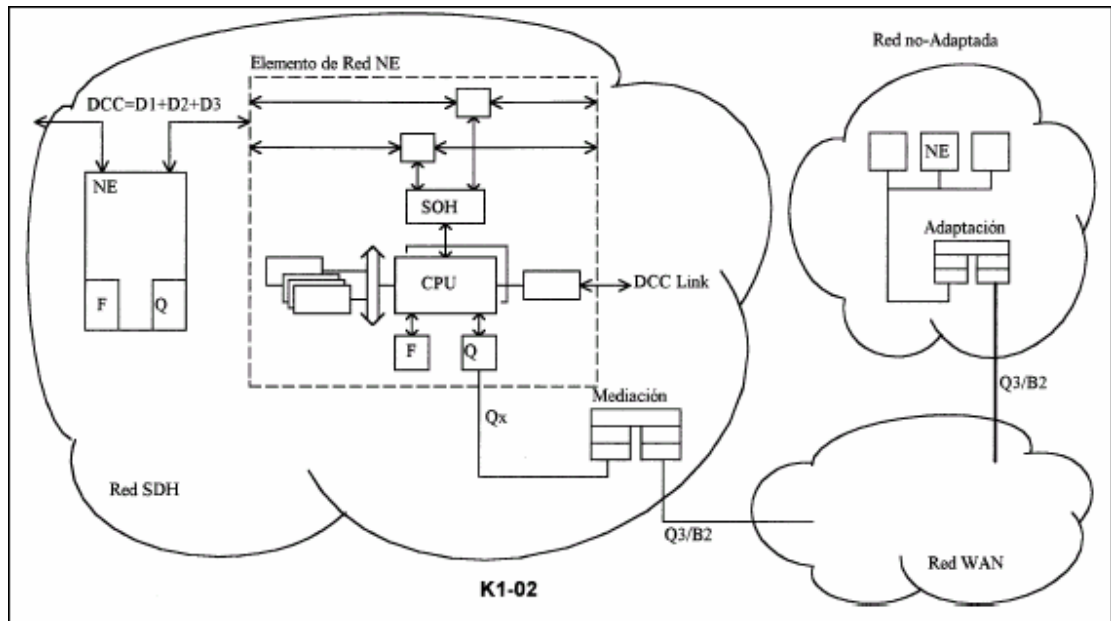 Red no-Adaptada
Elemento de Red NE
DCC=D1+D2+D3
NE
NE
SOH
Adaptación
CPU
DCC Link
F
Q
F
Q
Q3/B2
Mediación
Qx
Red SDH
Q3/B2
Red WAN
K1-02